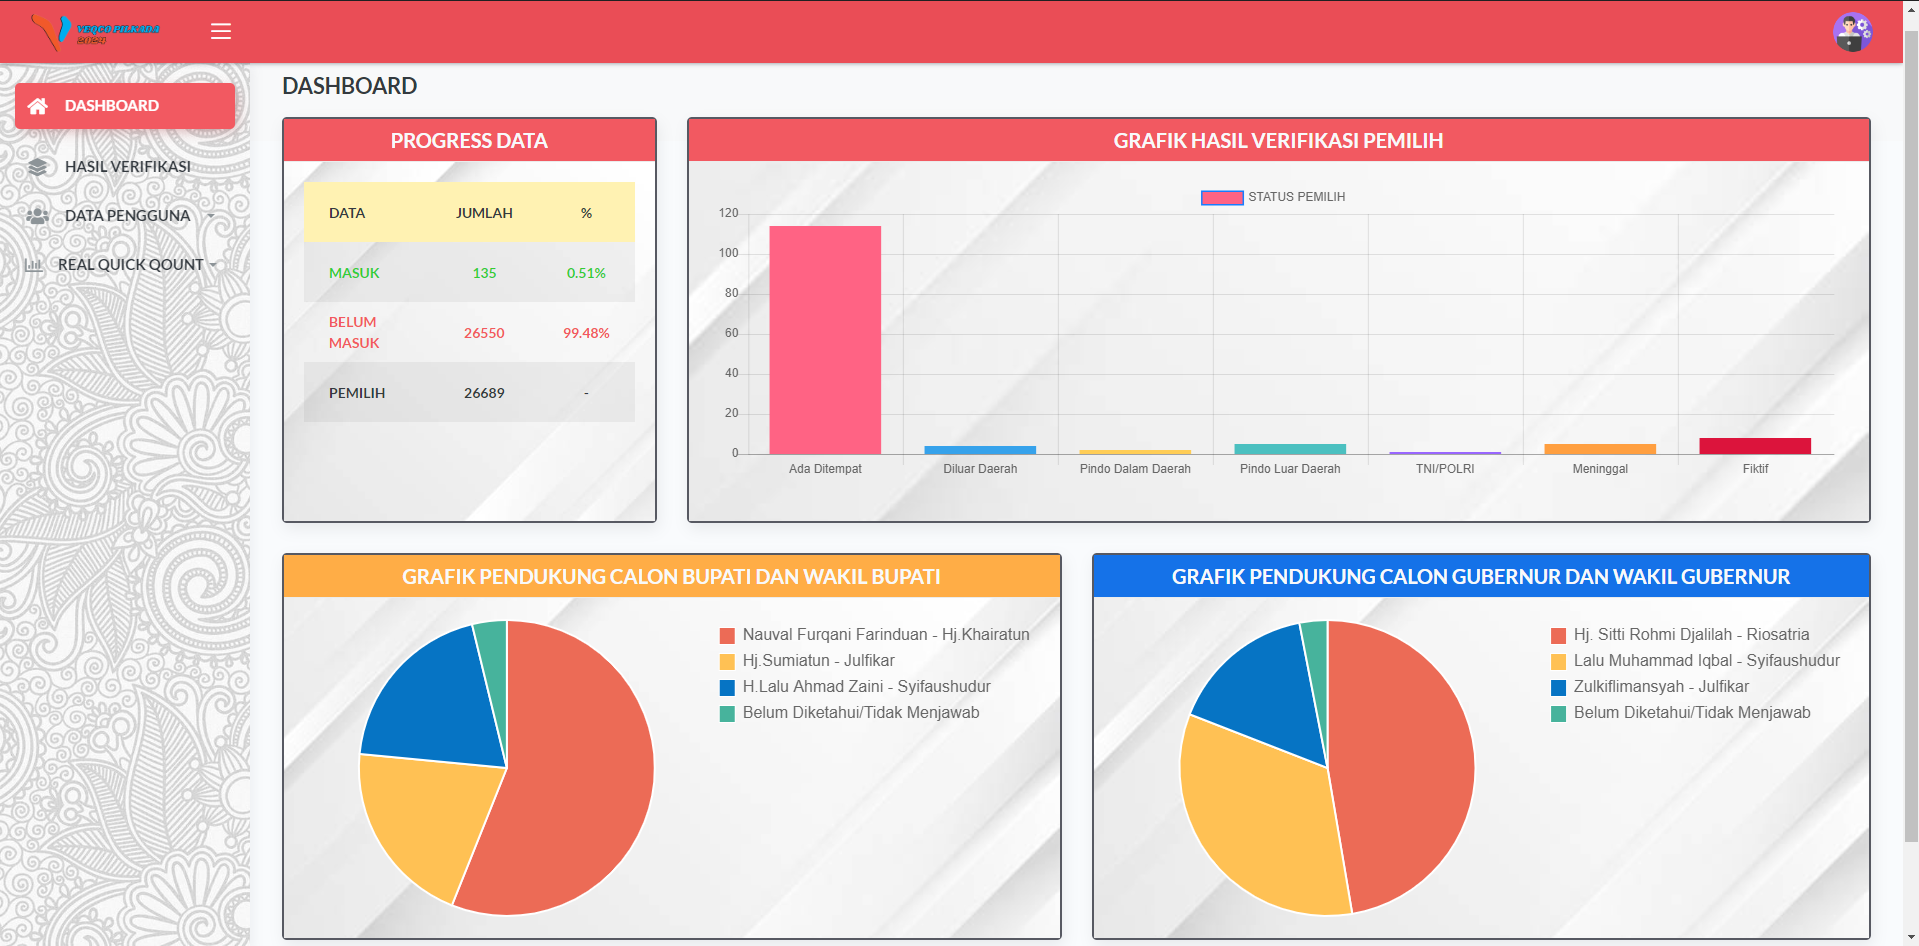 VEQCO PILKADA
2024
DASHBOARD
HASIL VERIFIKASI
DATA PENGGUNA
REAL QUICK QOUNT
DASHBOARD
PROGRESS DATA
DATA JUMLAH %
MASUK 135 0.51%
BELUM
MASUK 26550 99.48%
PEMILIH 26689 -
GRAFIK HASIL VERIFIKASI PEMILIH
STATUS PEMILIH
120
100
80
60
40
20
0
Ada Ditempat Diluar Daerah Pindo Dalam Daerah Pindo Luar Daerah TNI/POLRI Meninggal Fiktif
GRAFIK PENDUKUNG CALON BUPATI DAN WAKIL BUPATI
Nauval Furqani Farinduan - Hj.Khairatun
Hj.Sumiatun - Julfikar
H.Lalu Ahmad Zaini - Syifaushudur
Belum Diketahui/Tidak Menjawab
GRAFIK PENDUKUNG CALON GUBERNUR DAN WAKIL GUBERNUR
Hj. Sitti Rohmi Djalilah - Riosatria
Lalu Muhammad Iqbal - Syifaushudur
Zulkiflimansyah - Julfikar
Belum Diketahui/Tidak Menjawab